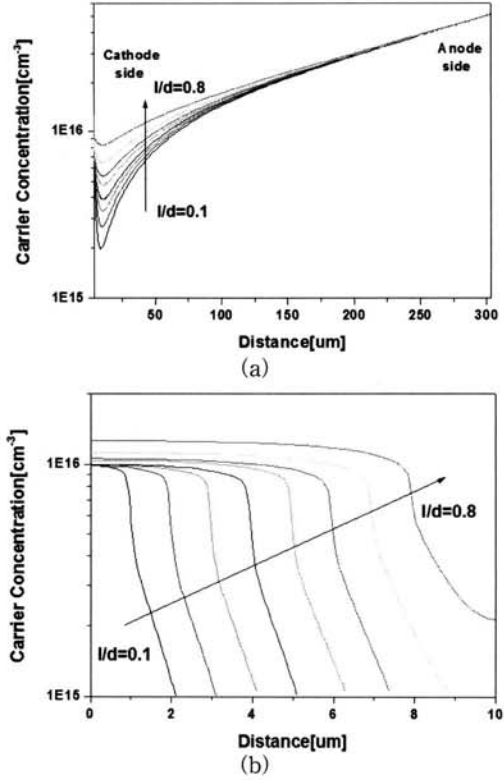 Carrier Concentration[cm⁻³]
1E16
1E15
Cathode
side
l/d=0.8
l/d=0.1
Anode
side
50
100
150
200
250
300
Distance[um]
(a)
Carrier Concentration[cm⁻³]
1E16
1E15
l/d=0.1
l/d=0.8
0
2
4
6
8
10
Distance[um]
(b)